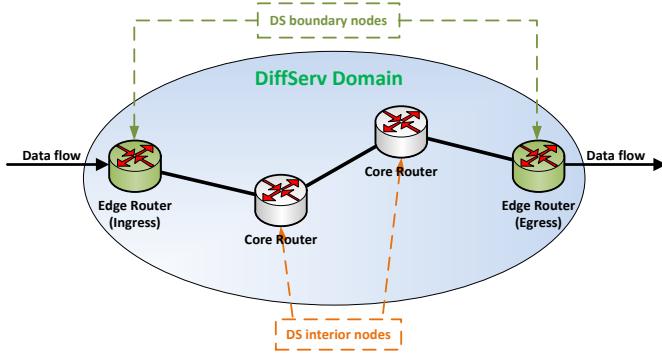 DS boundary nodes
DiffServ Domain
Data flow
Data flow
Core Router
Edge Router
(Ingress)
Edge Router
(Egress)
Core Router
DS interior nodes